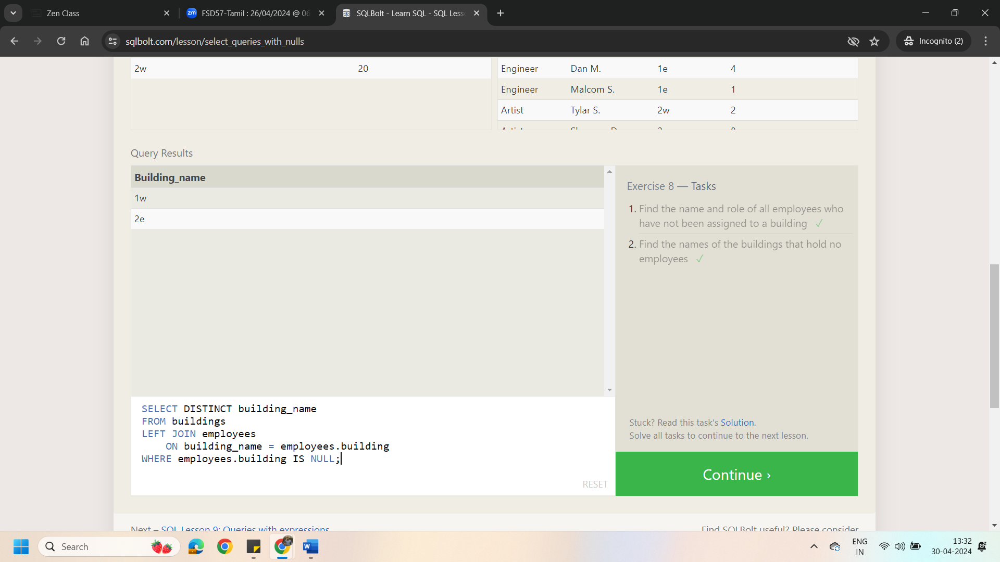 Zen Class
zm FSD57-Tamil : 26/04/2024 @ 06
SQLBolt - Learn SQL - SQL Less
sqlbolt.com/lesson/select_queries_with_nulls
Incognito (2)
2w 20
Engineer Dan M. 1e 4
Engineer Malcom S. 1e 1
Artist Tylar S. 2w 2
Query Results
Building_name
1w
2e
Exercise 8 — Tasks
1. Find the name and role of all employees who
have not been assigned to a building ✓
2. Find the names of the buildings that hold no
employees ✓
SELECT DISTINCT building_name
FROM buildings
LEFT JOIN employees
ON building_name = employees.building
WHERE employees.building IS NULL;
RESET
Stuck? Read this task's Solution.
Solve all tasks to continue to the next lesson.
Continue ›
Next – SQL Lesson 9: Queries with expressions
Find SQLBolt useful? Please consider
Search
ENG
IN
13:32
30-04-2024